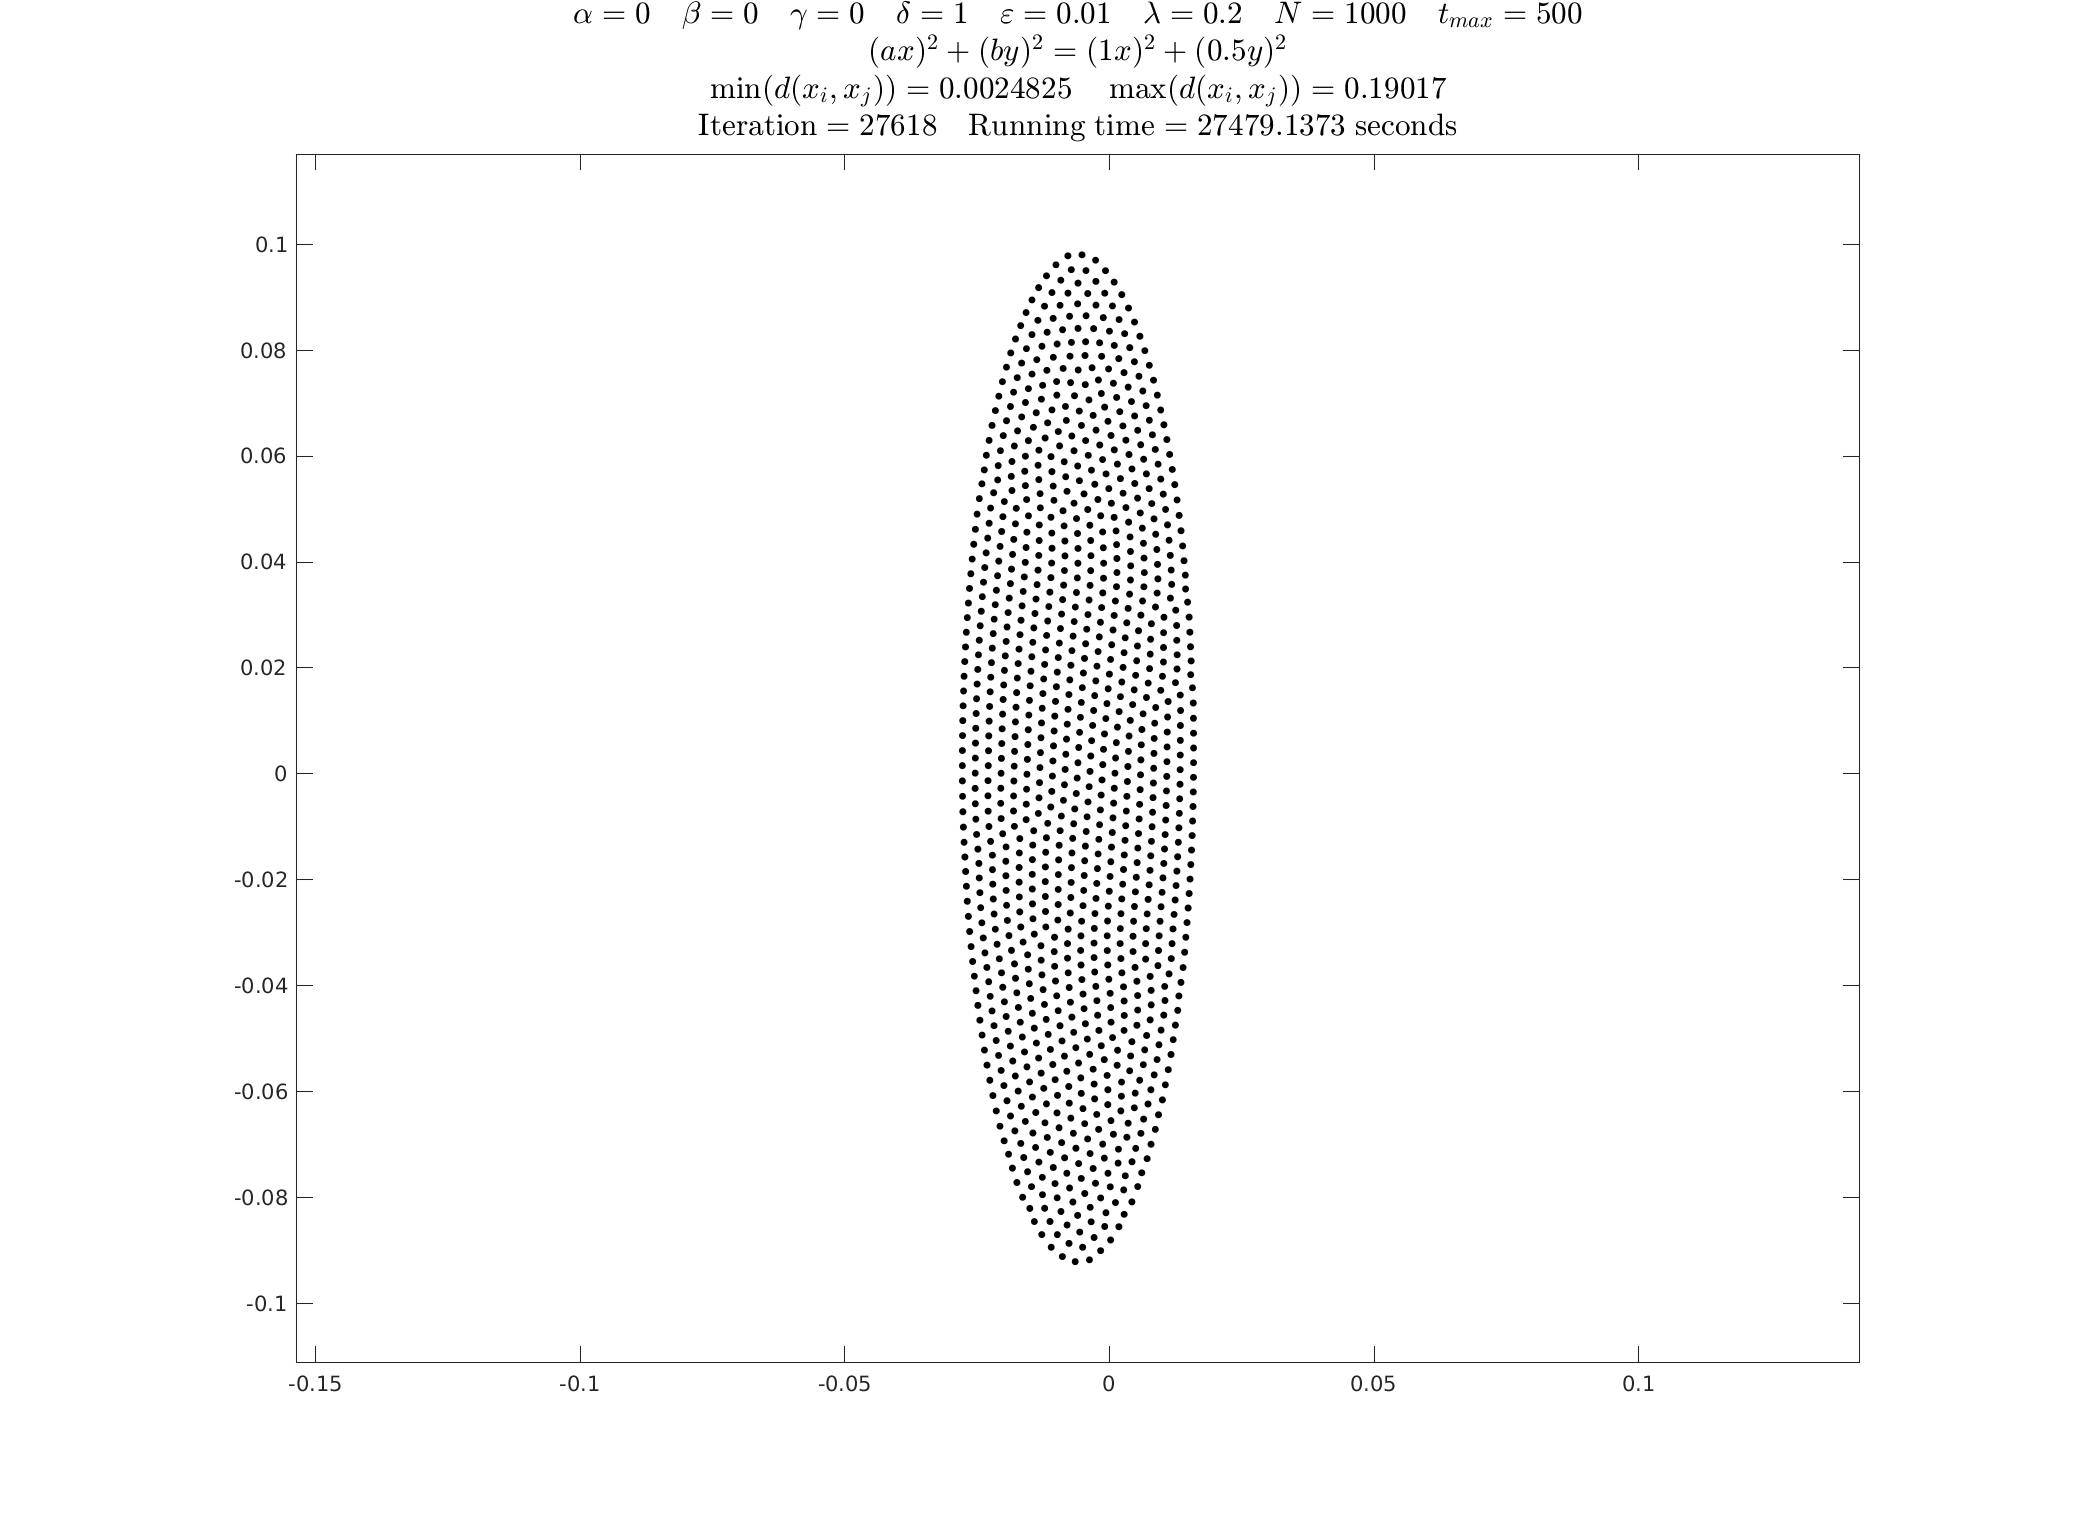 α = 0 β = 0 γ = 0 δ = 1 ε = 0.01 λ = 0.2 N = 1000 t_max = 500
(ax)² + (by)² = (1x)² + (0.5y)²
min(d(x_i, x_j)) = 0.0024825 max(d(x_i, x_j)) = 0.19017
Iteration = 27618 Running time = 27479.1373 seconds
0.1
0.08
0.06
0.04
0.02
0
-0.02
-0.04
-0.06
-0.08
-0.1
-0.15 -0.1 -0.05 0 0.05 0.1